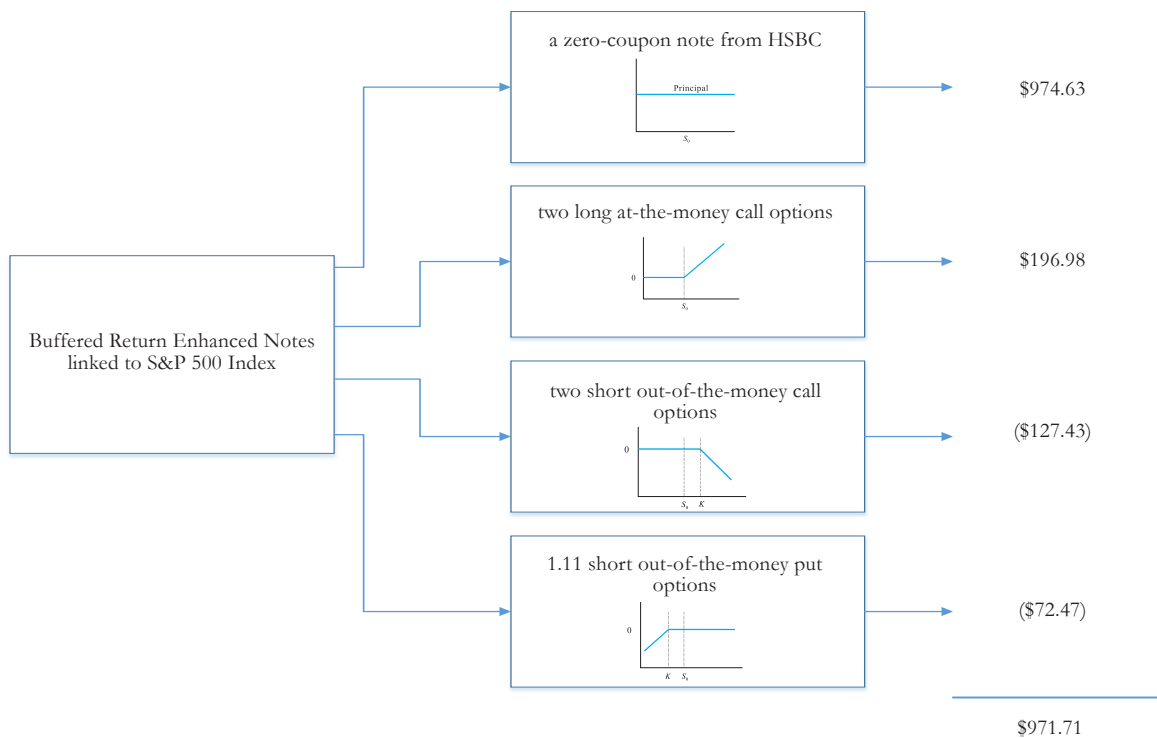 a zero-coupon note from HSBC
Principal
S₀
$974.63
two long at-the-money call options
0
S₀
$196.98
Buffered Return Enhanced Notes
linked to S&P 500 Index
two short out-of-the-money call
options
0
S₀ K
($127.43)
1.11 short out-of-the-money put
options
0
K S₀
($72.47)
$971.71